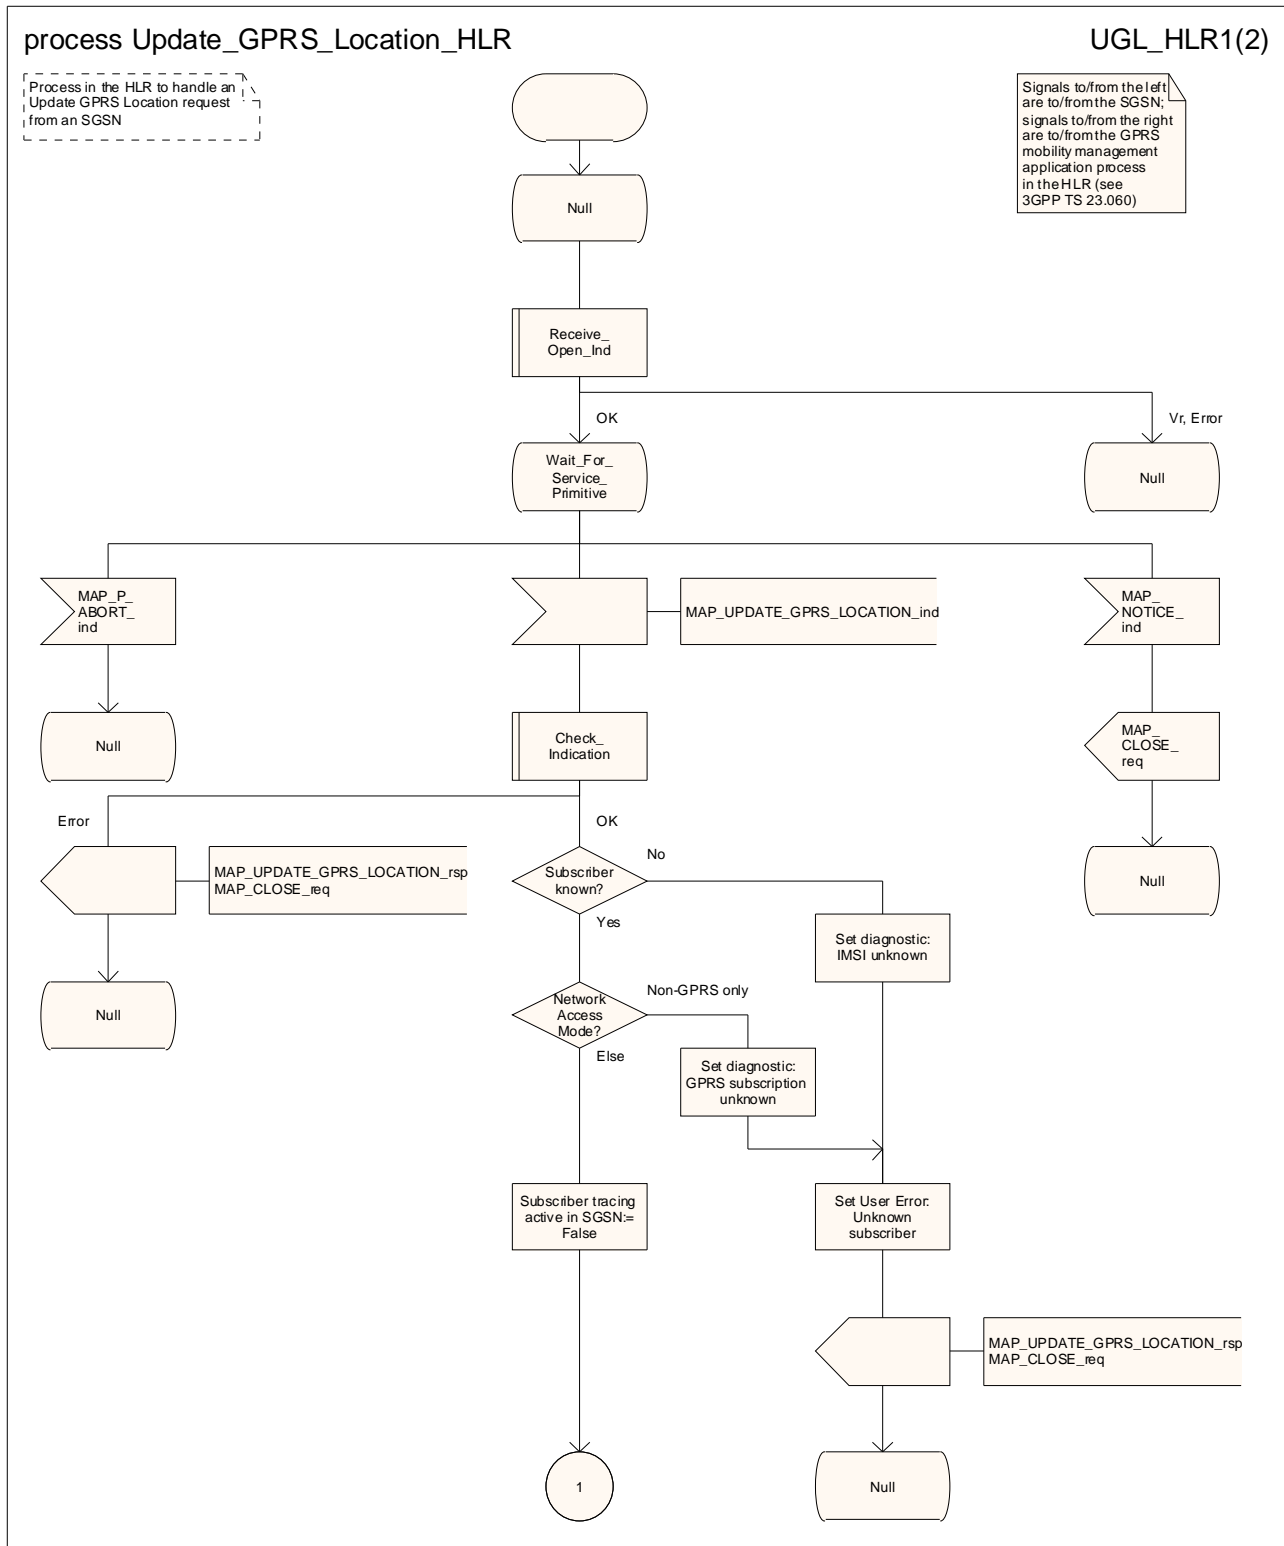 process Update_GPRS_Location_HLR
UGL_HLR1(2)
Process in the HLR to handle an
Update GPRS Location request
from an SGSN
Signals to/from the left
are to/from the SGSN;
signals to/from the right
are to/from the GPRS
mobility management
application process
in the HLR (see
3GPP TS 23.060)
Null
Receive_
Open_Ind
OK
Vr, Error
Wait_For_
Service_
Primitive
Null
MAP_P_
ABORT_
ind
MAP_UPDATE_GPRS_LOCATION_ind
MAP_
NOTICE_
ind
Null
Check_
Indication
MAP_
CLOSE_
req
Error
OK
MAP_UPDATE_GPRS_LOCATION_rsp
MAP_CLOSE_req
Subscriber
known?
No
Yes
Null
Set diagnostic:
IMSI unknown
Null
Network
Access
Mode?
Non-GPRS only
Else
Set diagnostic:
GPRS subscription
unknown
Subscriber tracing
active in SGSN:=
False
Set User Error:
Unknown
subscriber
MAP_UPDATE_GPRS_LOCATION_rsp
MAP_CLOSE_req
1
Null